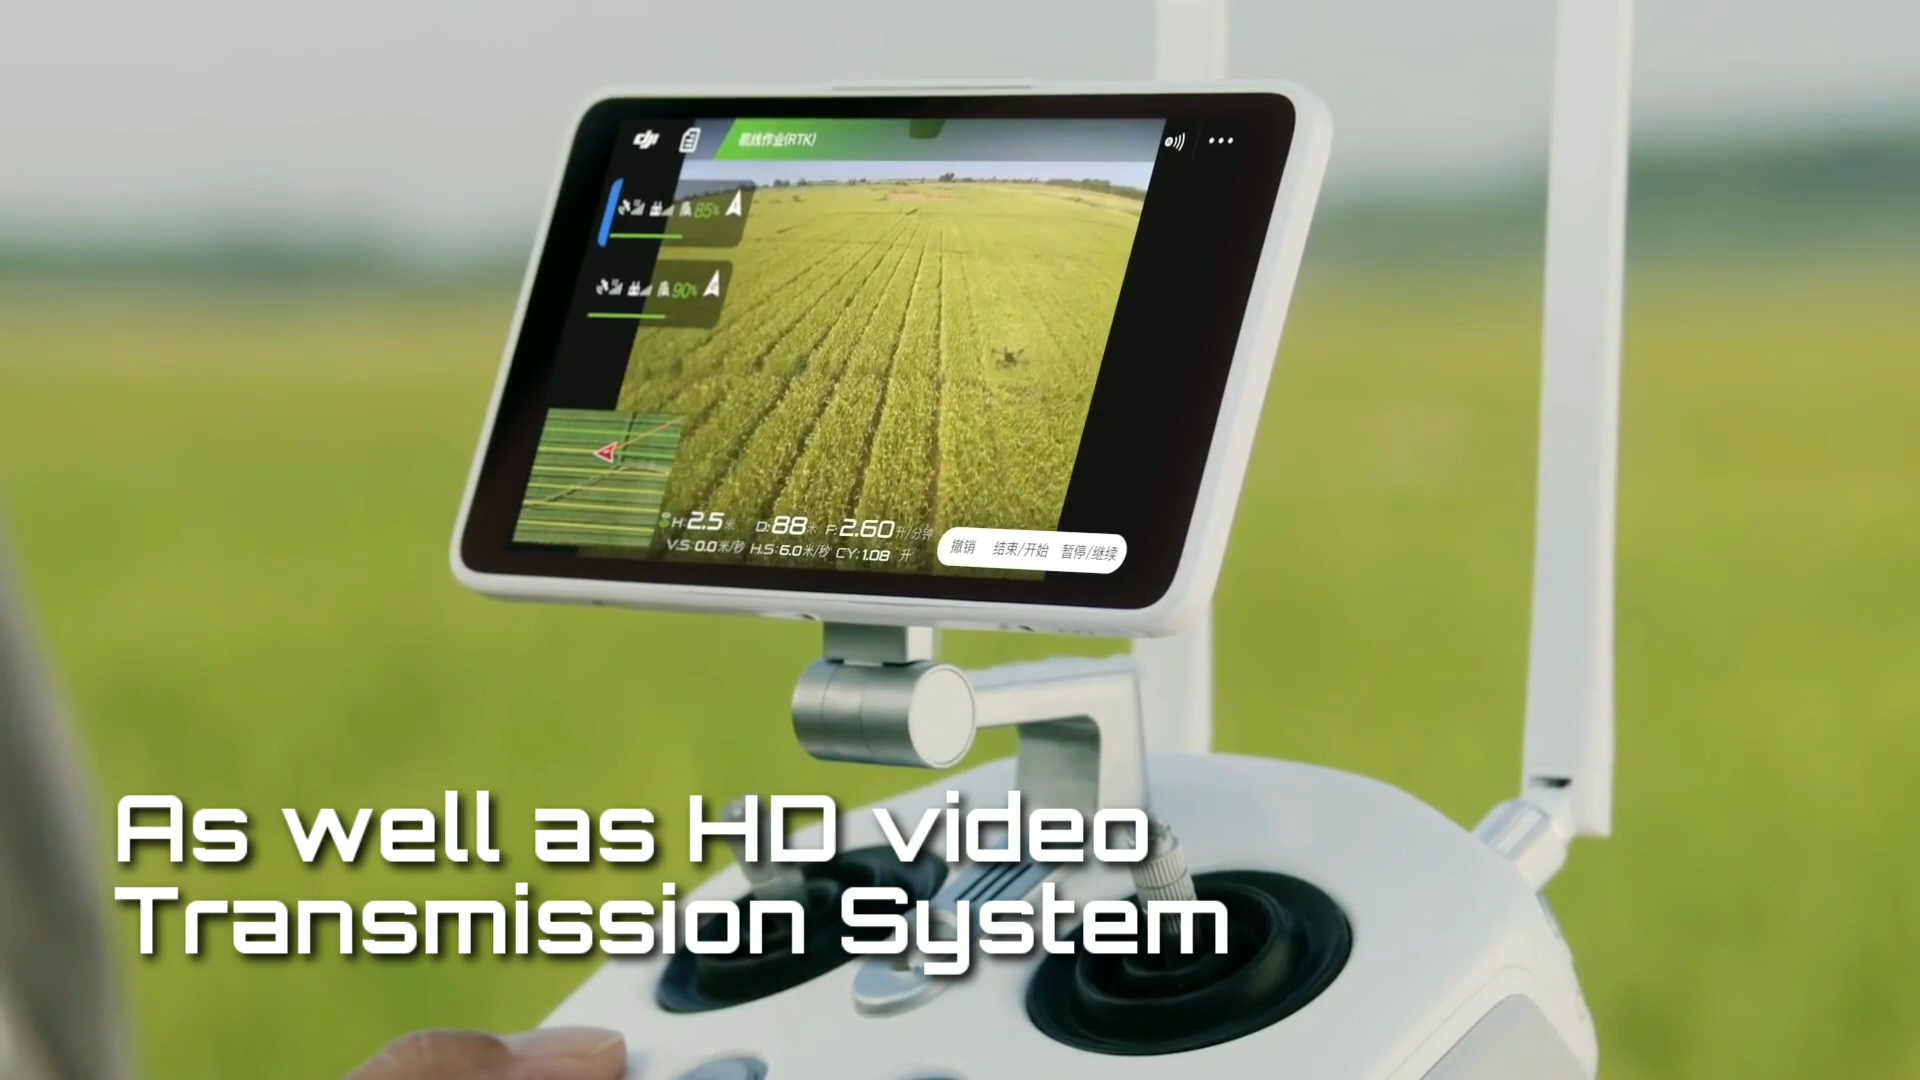 dji
航线作业(RTK)
85%
90%
H:2.5米 D:88米 F:2.60升/分钟
V.S:0.0米/秒 H.S:6.0米/秒 CY:1.08 升
撤销 结束/开始 暂停/继续
As well as HD video
Transmission System